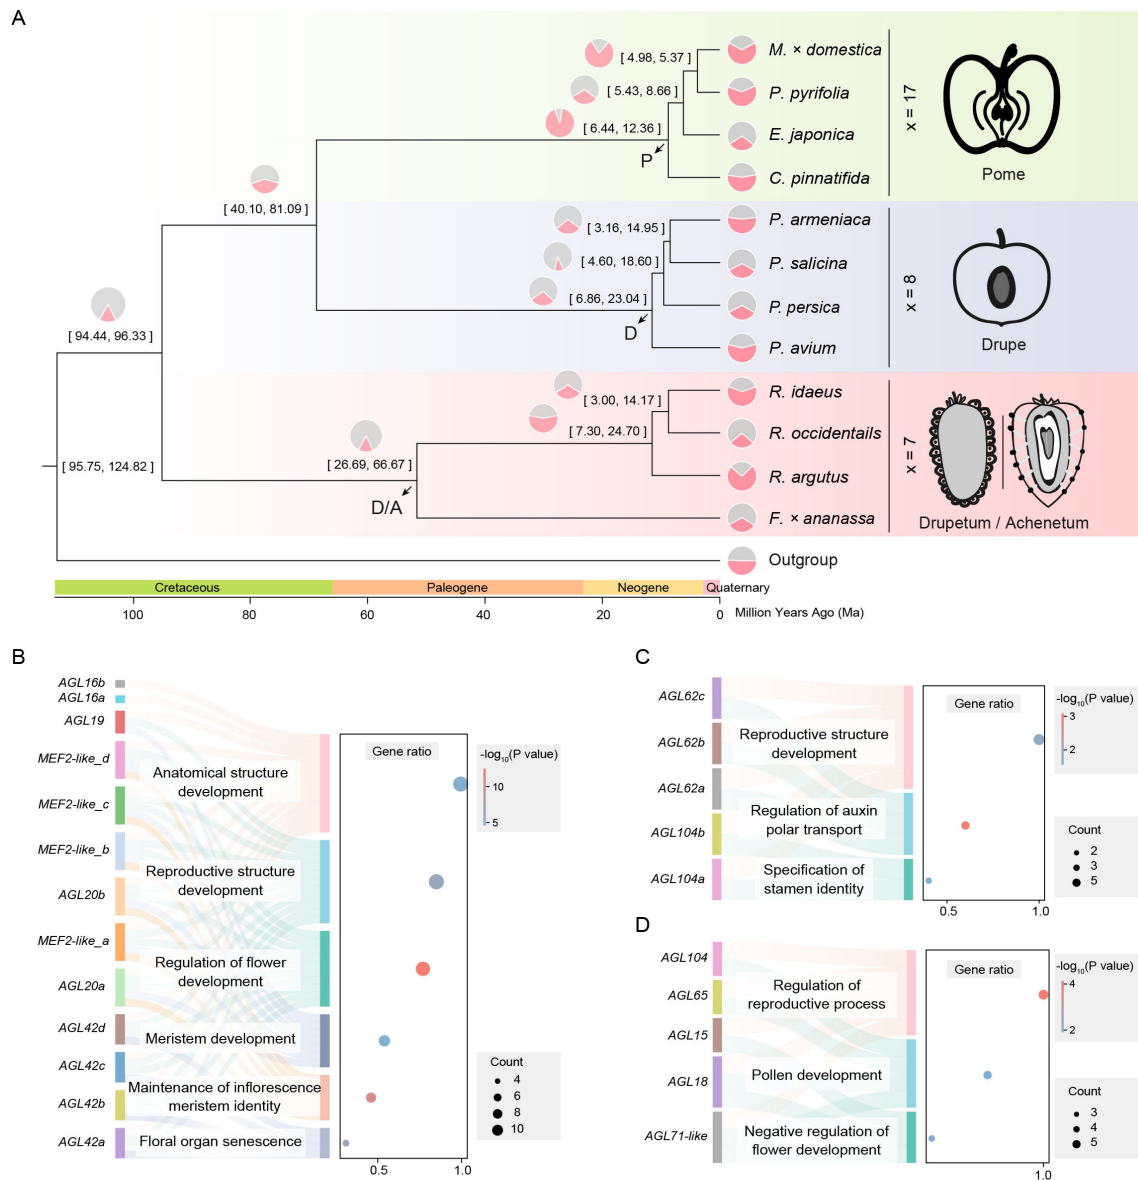 A
[ 4.98, 5.37 ]
M. × domestica
[ 5.43, 8.66 ]
P. pyrifolia
[ 6.44, 12.36 ]
E. japonica
P
C. pinnatifida
x = 17
Pome
[ 40.10, 81.09 ]
[ 3.16, 14.95 ]
P. armeniaca
[ 4.60, 18.60 ]
P. salicina
[ 6.86, 23.04 ]
P. persica
D
P. avium
x = 8
Drupe
[ 94.44, 96.33 ]
[ 3.00, 14.17 ]
R. idaeus
[ 7.30, 24.70 ]
R. occidentails
[ 95.75, 124.82 ]
[ 26.69, 66.67 ]
R. argutus
D/A
F. × ananassa
x = 7
Drupetum / Achenetum
Outgroup
Cretaceous Paleogene Neogene Quaternary
100 80 60 40 20 0 Million Years Ago (Ma)
B
AGL16b
AGL16a
AGL19
MEF2-like_d
MEF2-like_c
MEF2-like_b
AGL20b
MEF2-like_a
AGL20a
AGL42d
AGL42c
AGL42b
AGL42a
Anatomical structure
development
Reproductive structure
development
Regulation of flower
development
Meristem development
Maintenance of inflorescence
meristem identity
Floral organ senescence
Gene ratio
0.5 1.0
-log10(P value)
10
5
Count
4
6
8
10
C
AGL62c
AGL62b
AGL62a
AGL104b
AGL104a
Reproductive structure
development
Regulation of auxin
polar transport
Specification of
stamen identity
Gene ratio
0.5 1.0
-log10(P value)
3
2
Count
2
3
5
D
AGL104
AGL65
AGL15
AGL18
AGL71-like
Regulation of
reproductive process
Pollen development
Negative regulation of
flower development
Gene ratio
1.0
-log10(P value)
4
2
Count
3
4
5